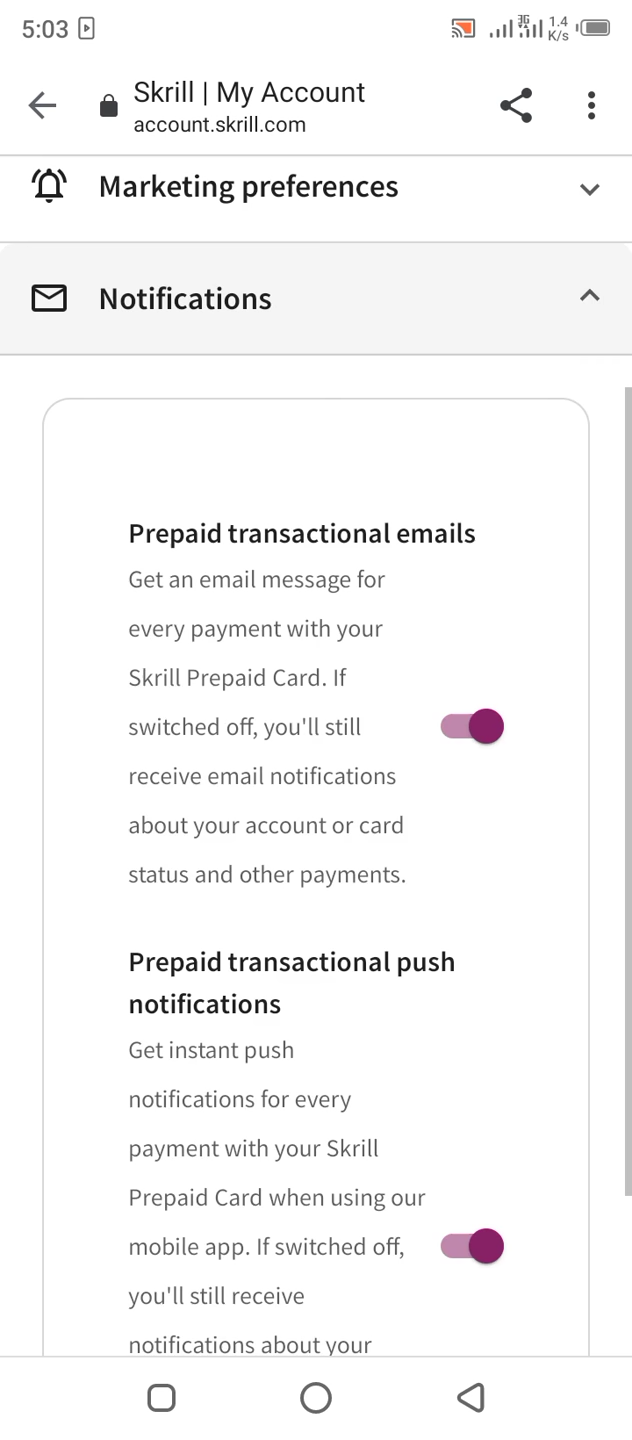 5:03
3G
1.4
K/s
Skrill | My Account
account.skrill.com
Marketing preferences
Notifications
Prepaid transactional emails
Get an email message for
every payment with your
Skrill Prepaid Card. If
switched off, you'll still
receive email notifications
about your account or card
status and other payments.
Prepaid transactional push
notifications
Get instant push
notifications for every
payment with your Skrill
Prepaid Card when using our
mobile app. If switched off,
you'll still receive
notifications about your